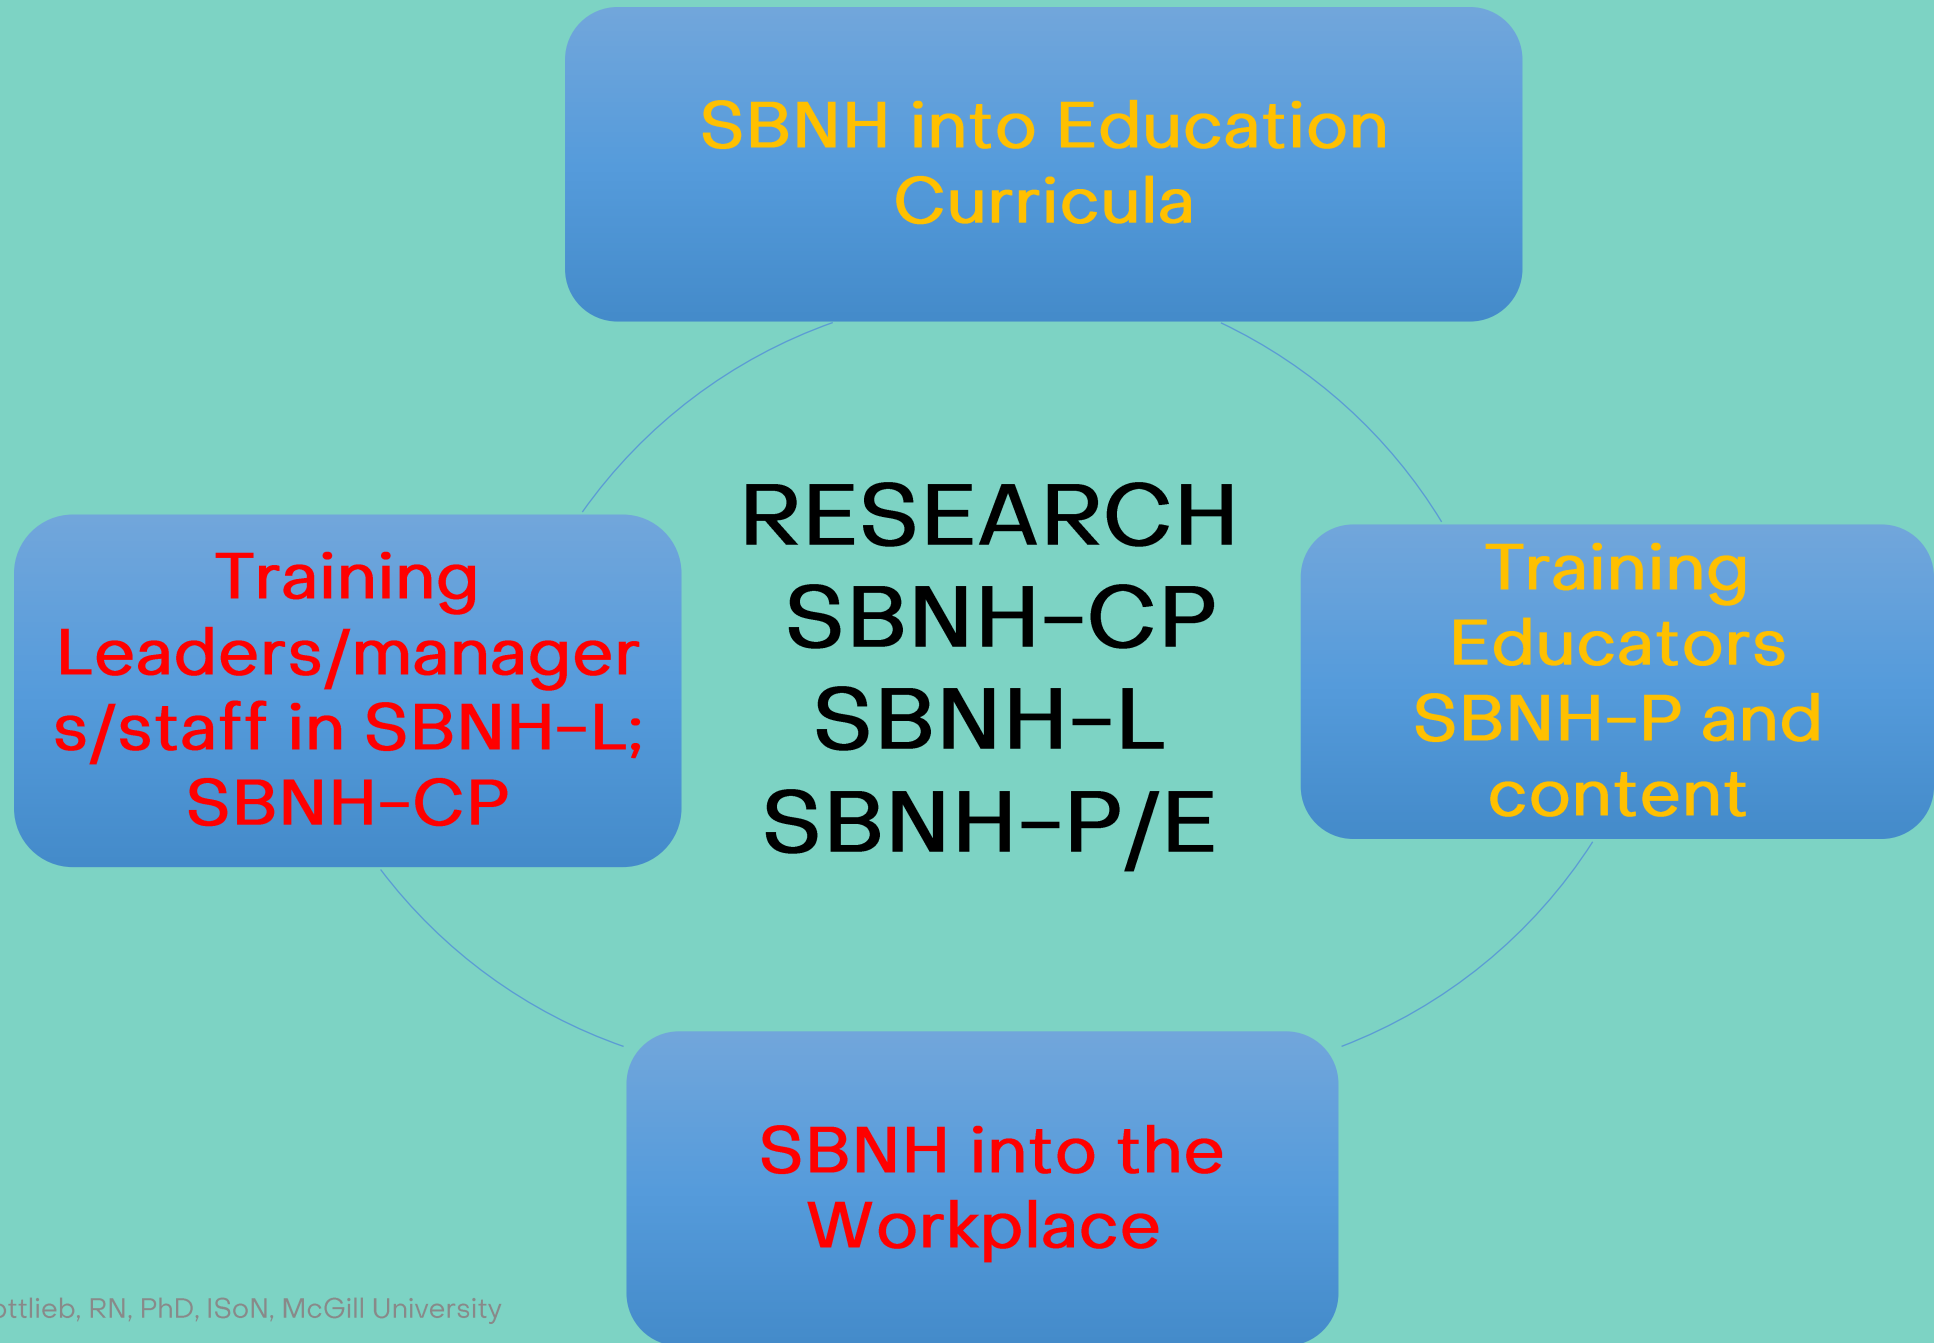 SBNH into Education
Curricula
Training
Leaders/manager
s/staff in SBNH-L;
SBNH-CP
RESEARCH
SBNH-CP
SBNH-L
SBNH-P/E
Training
Educators
SBNH-P and
content
SBNH into the
Workplace
ottlieb, RN, PhD, ISoN, McGill University